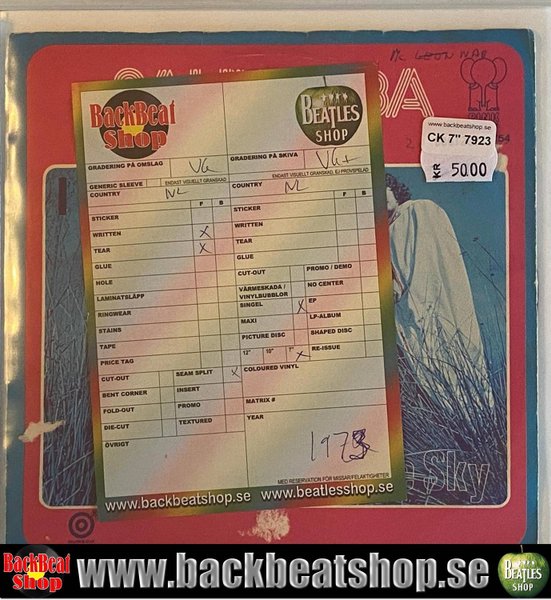 Mc LEON WAR
BA
BackBeat
Shop
BEATLES
SHOP
www.backbeatshop.se
CK 7" 7923
KR 50.00
GRADERING PÅ OMSLAG VG
GRADERING PÅ SKIVA VG+
GENERIC SLEEVE ENDAST VISUELLT GRANSKAD
ENDAST VISUELLT GRANSKAD, EJ PROVSPELAD
COUNTRY NL
COUNTRY NL
F B
F B
STICKER
STICKER
WRITTEN X
WRITTEN
TEAR X
TEAR
GLUE
GLUE
HOLE
CUT-OUT PROMO / DEMO
LAMINATSLÄPP
VÄRMESKADA / VINYLBUBBLOR NO CENTER
RINGWEAR
SINGEL X EP
STAINS
MAXI LP-ALBUM
TAPE
PICTURE DISC SHAPED DISC
PRICE TAG
12" 10" 7" X RE-ISSUE
CUT-OUT SEAM SPLIT X
COLOURED VINYL
BENT CORNER INSERT
FOLD-OUT PROMO
MATRIX #
DIE-CUT TEXTURED
YEAR
ÖVRIGT
1973
MED RESERVATION FÖR MISSAR/FELAKTIGHETER
www.backbeatshop.se www.beatlesshop.se
Sky
BackBeat
Shop
www.backbeatshop.se
BEATLES
SHOP